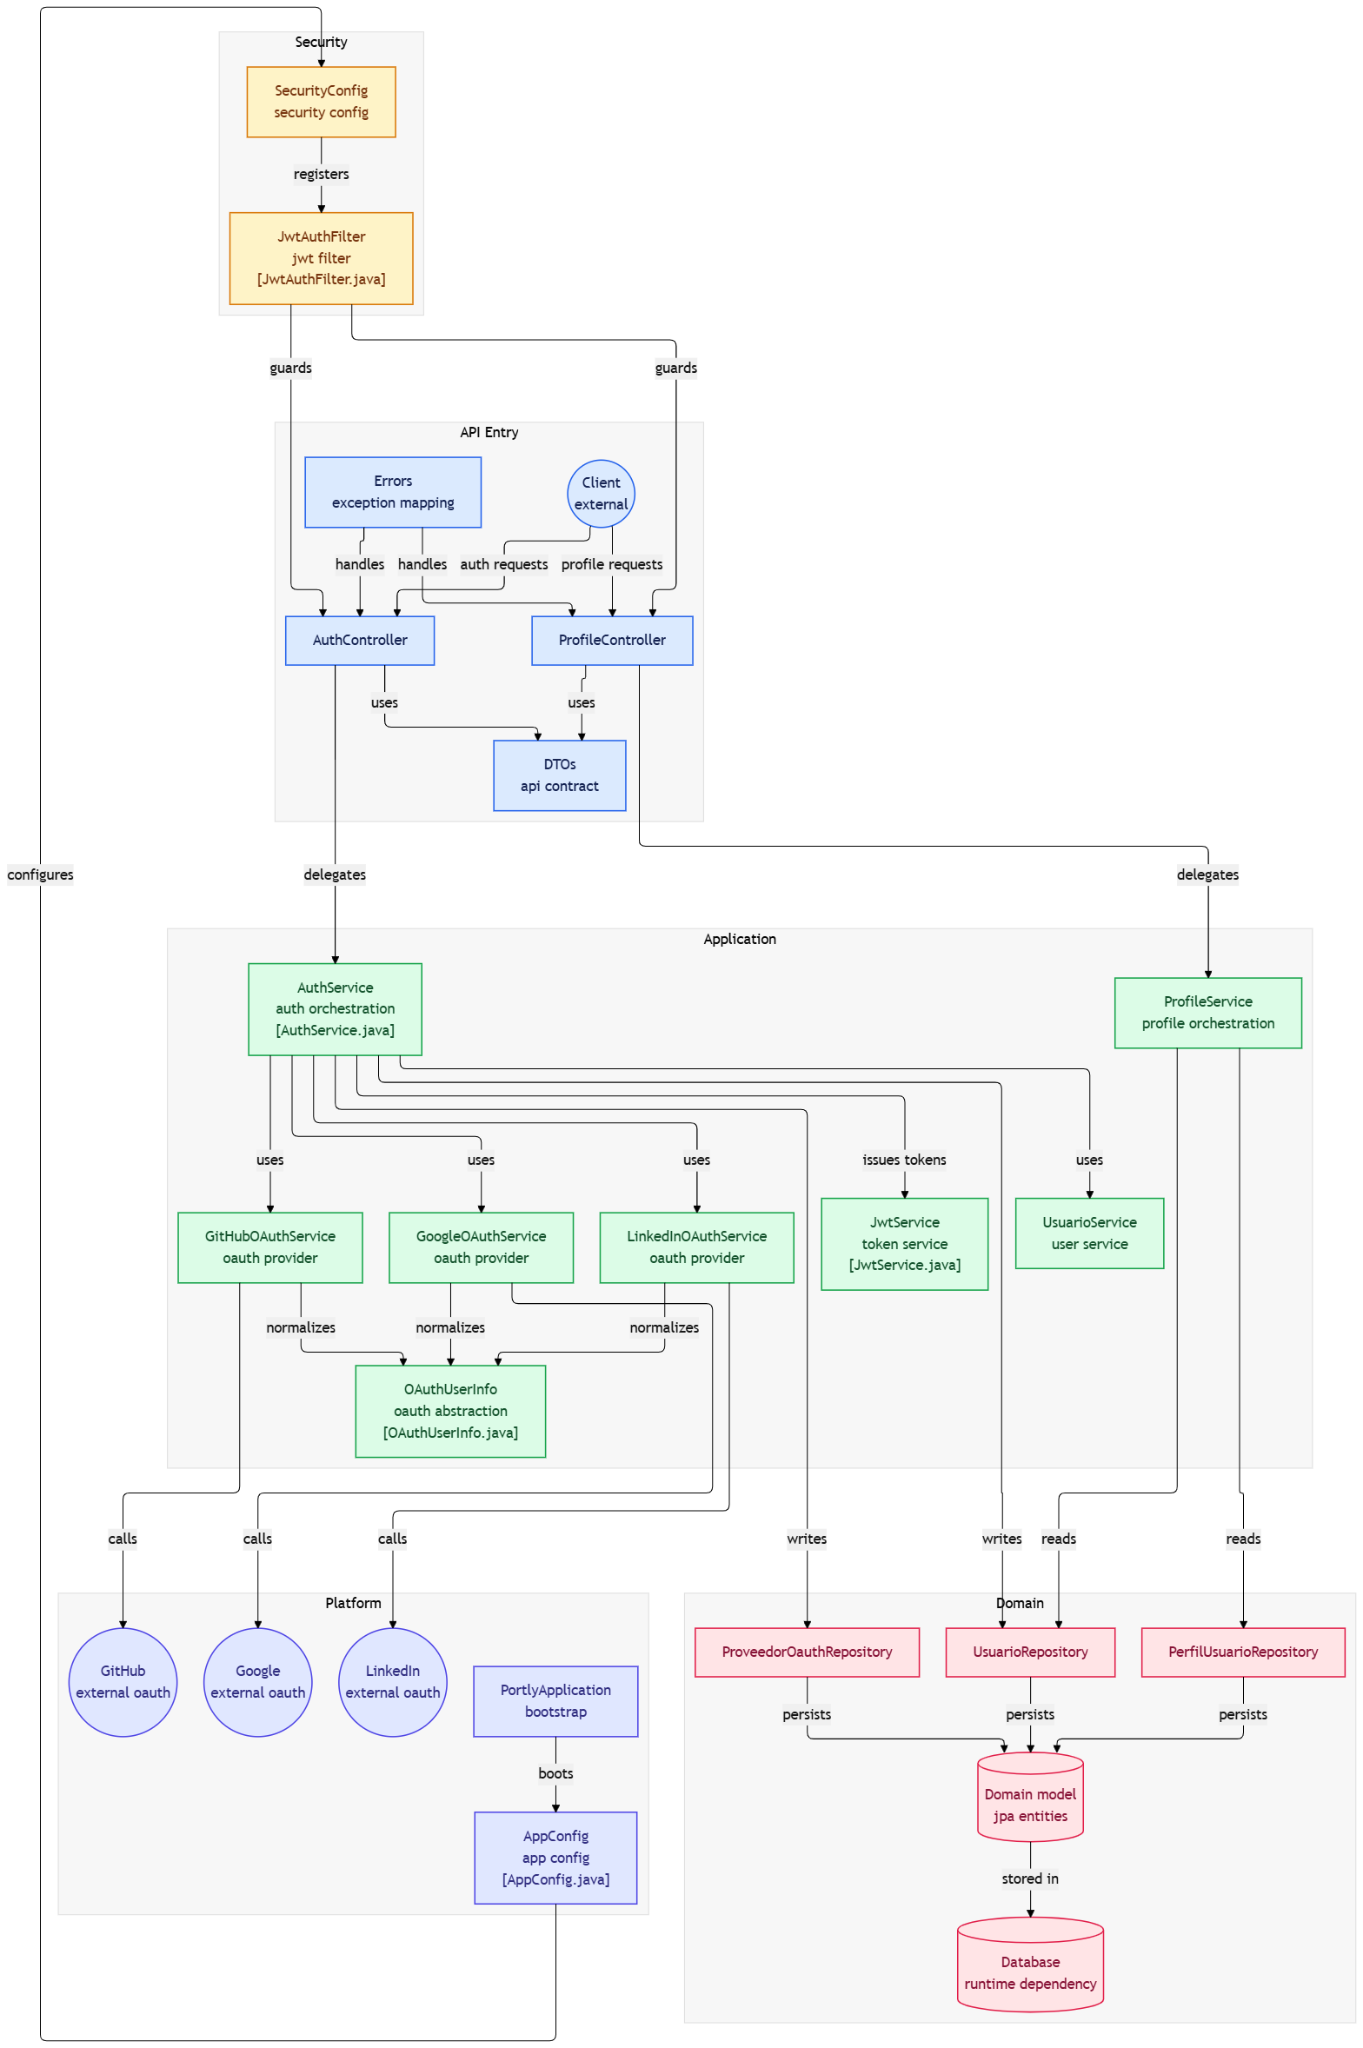 Security
SecurityConfig
security config
registers
JwtAuthFilter
jwt filter
[JwtAuthFilter.java]
guards
guards
API Entry
Errors
exception mapping
Client
external
handles
handles
auth requests
profile requests
AuthController
ProfileController
uses
uses
DTOs
api contract
configures
delegates
delegates
Application
AuthService
auth orchestration
[AuthService.java]
ProfileService
profile orchestration
uses
uses
uses
issues tokens
uses
GitHubOAuthService
oauth provider
GoogleOAuthService
oauth provider
LinkedInOAuthService
oauth provider
JwtService
token service
[JwtService.java]
UsuarioService
user service
normalizes
normalizes
normalizes
OAuthUserInfo
oauth abstraction
[OAuthUserInfo.java]
calls
calls
calls
writes
writes
reads
reads
Platform
GitHub
external oauth
Google
external oauth
LinkedIn
external oauth
PortlyApplication
bootstrap
boots
AppConfig
app config
[AppConfig.java]
Domain
ProveedorOauthRepository
UsuarioRepository
PerfilUsuarioRepository
persists
persists
persists
Domain model
jpa entities
stored in
Database
runtime dependency